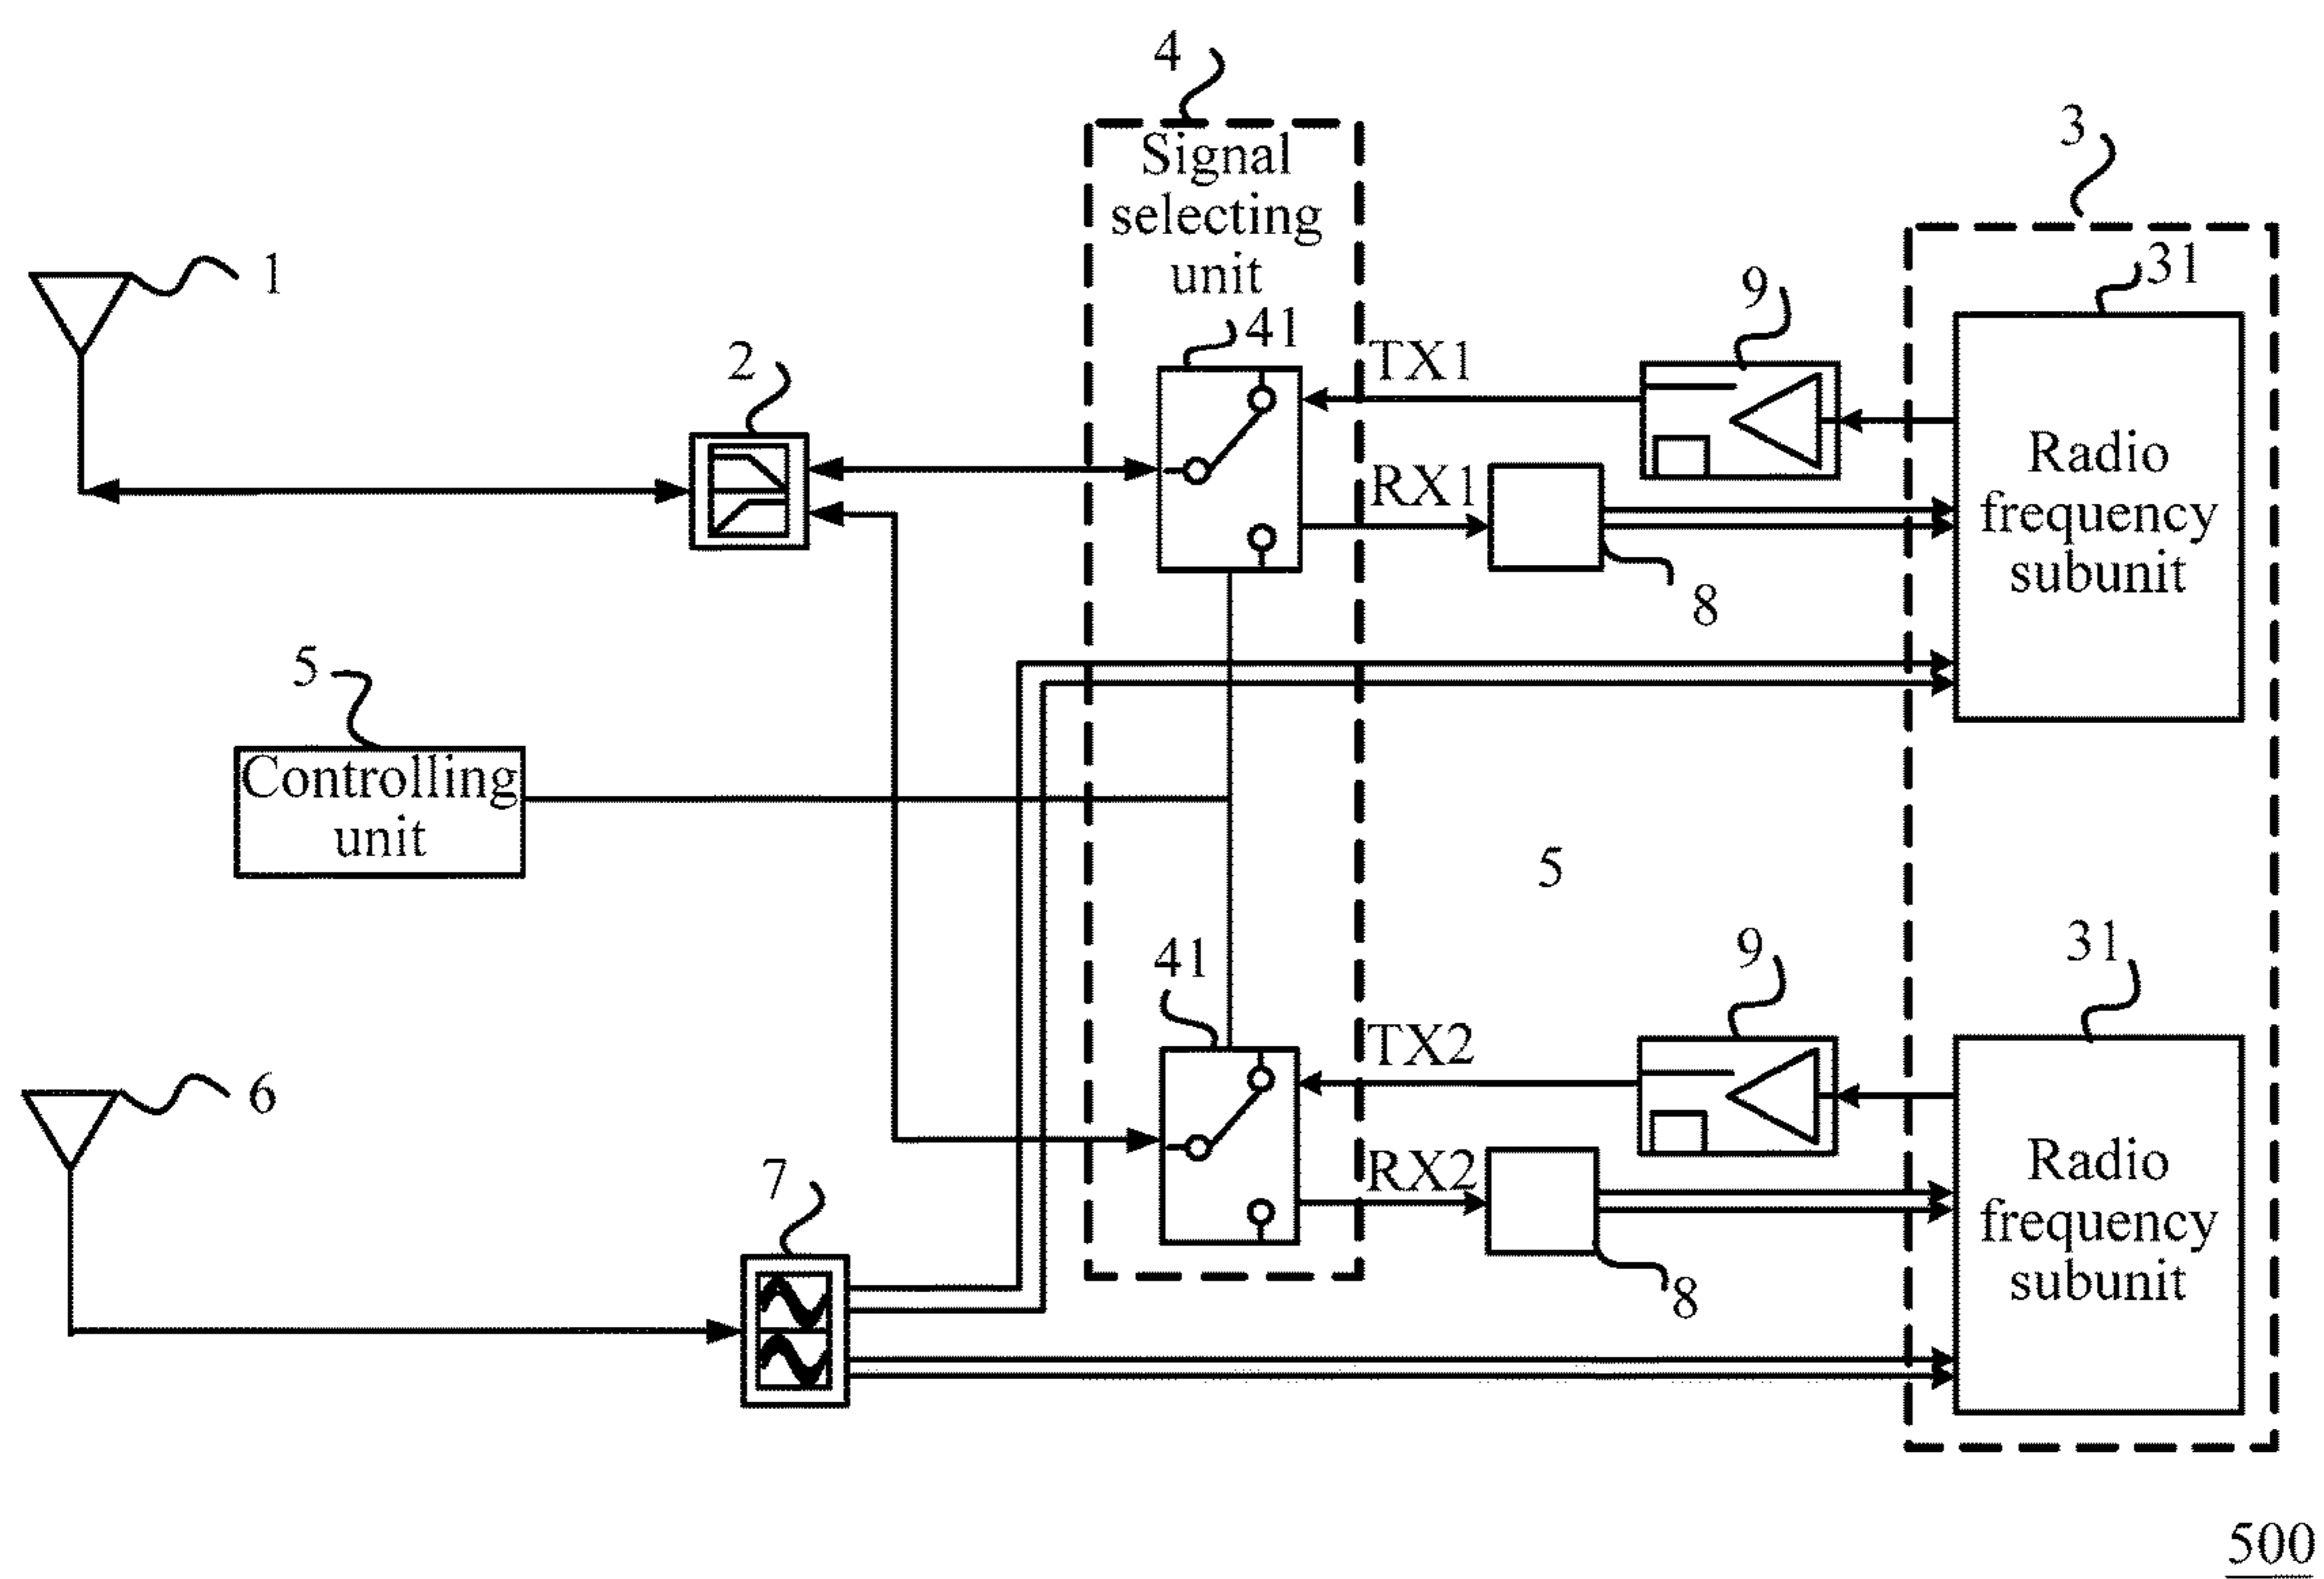 4
3
Signal
selecting
unit
1
31
9
41
2
TX1
Radio
frequency
subunit
RX1
8
5
Controlling
unit
5
41
9
31
TX2
6
7
RX2
Radio
frequency
subunit
8
500